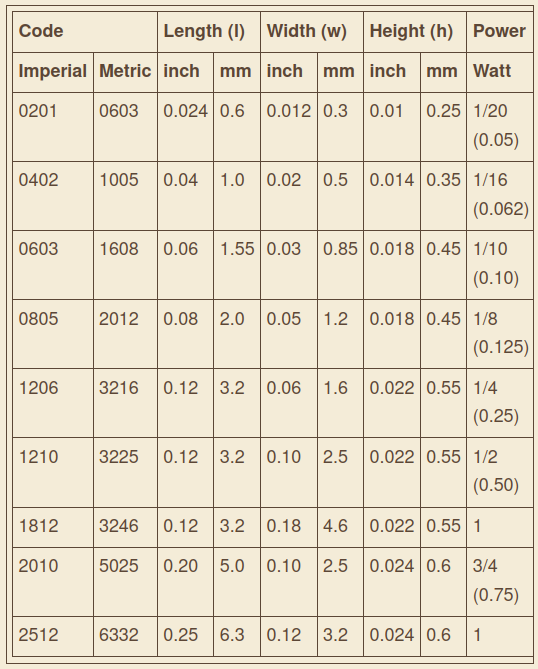 Code Length (l) Width (w) Height (h) Power
Imperial Metric inch mm inch mm inch mm Watt
0201 0603 0.024 0.6 0.012 0.3 0.01 0.25 1/20
(0.05)
0402 1005 0.04 1.0 0.02 0.5 0.014 0.35 1/16
(0.062)
0603 1608 0.06 1.55 0.03 0.85 0.018 0.45 1/10
(0.10)
0805 2012 0.08 2.0 0.05 1.2 0.018 0.45 1/8
(0.125)
1206 3216 0.12 3.2 0.06 1.6 0.022 0.55 1/4
(0.25)
1210 3225 0.12 3.2 0.10 2.5 0.022 0.55 1/2
(0.50)
1812 3246 0.12 3.2 0.18 4.6 0.022 0.55 1
2010 5025 0.20 5.0 0.10 2.5 0.024 0.6 3/4
(0.75)
2512 6332 0.25 6.3 0.12 3.2 0.024 0.6 1